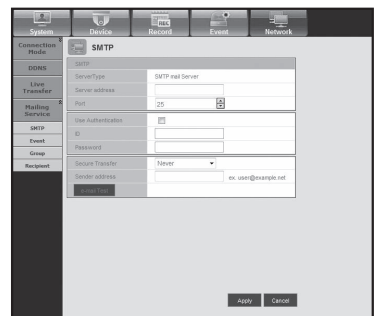 System Device Record Event Network
REC
Connection Mode
DDNS
Live Transfer
Mailing Service
SMTP
Event
Group
Recipient
SMTP
SMTP
ServerType SMTP mail Server
Server address
Port 25
Use Authentication
ID
Password
Secure Transfer Never
Sender address ex. user@example.net
e-mail Test
Apply Cancel